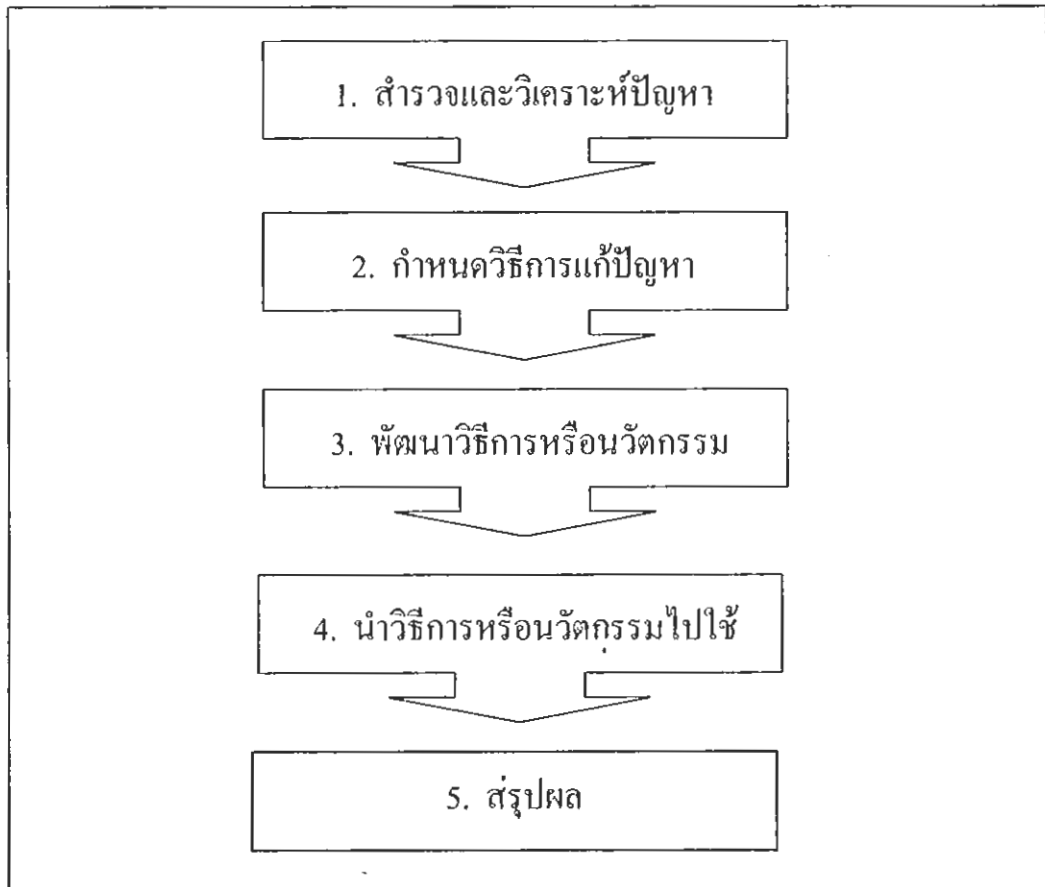 1. สำรวจและวิเคราะห์ปัญหา
2. กำหนดวิธีการแก้ปัญหา
3. พัฒนาวิธีการหรือนวัตกรรม
4. นำวิธีการหรือนวัตกรรมไปใช้
5. ส่รุปผล